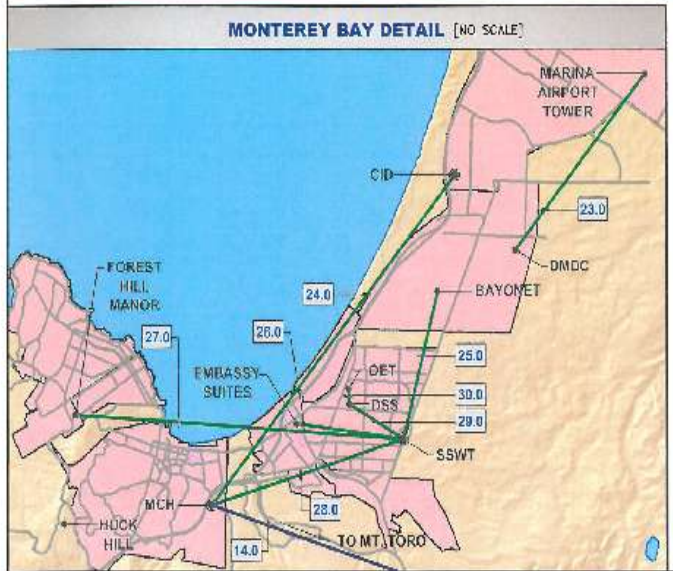 MONTEREY BAY DETAIL [NO SCALE]
MARINA
AIRPORT
TOWER
CID
23.0
DMDC
FOREST
HILL
MANOR
24.0
BAYONET
27.0
26.0
25.0
EMBASSY
SUITES
DET
30.0
DSS
29.0
SSWT
MCH
28.0
HUCK
HILL
14.0
TO MT. TORO